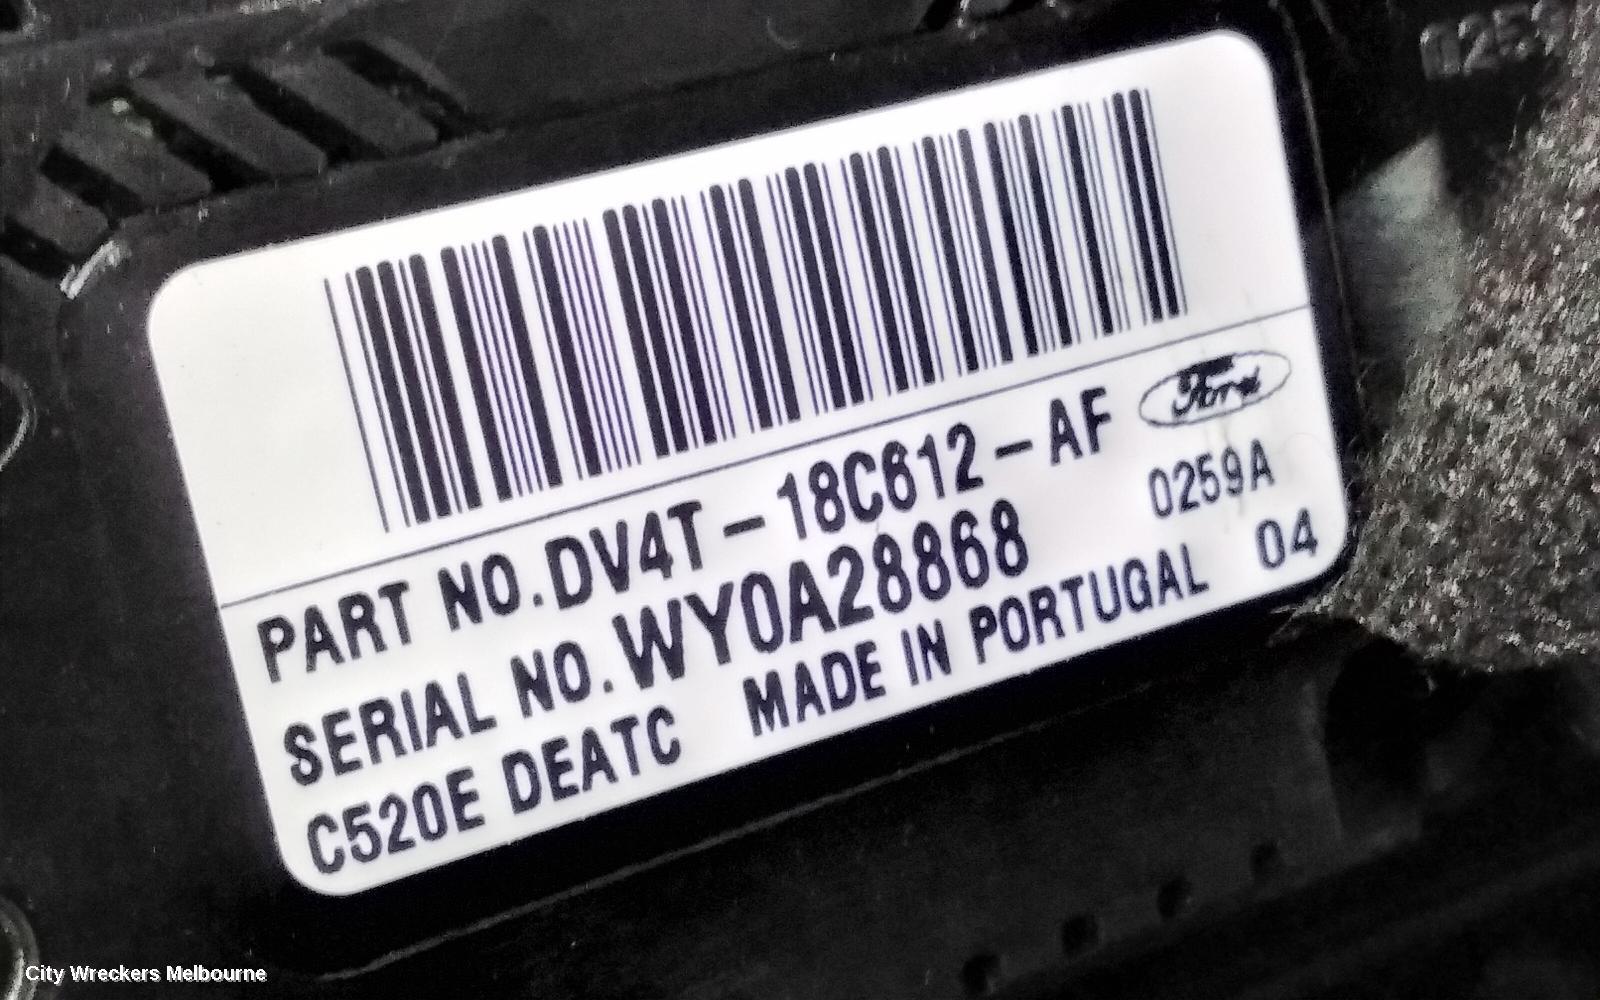 0259
Ford
PART NO.DV4T-18C612-AF
0259A
SERIAL NO.WY0A28868
04
C520E DEATC MADE IN PORTUGAL
City Wreckers Melbourne